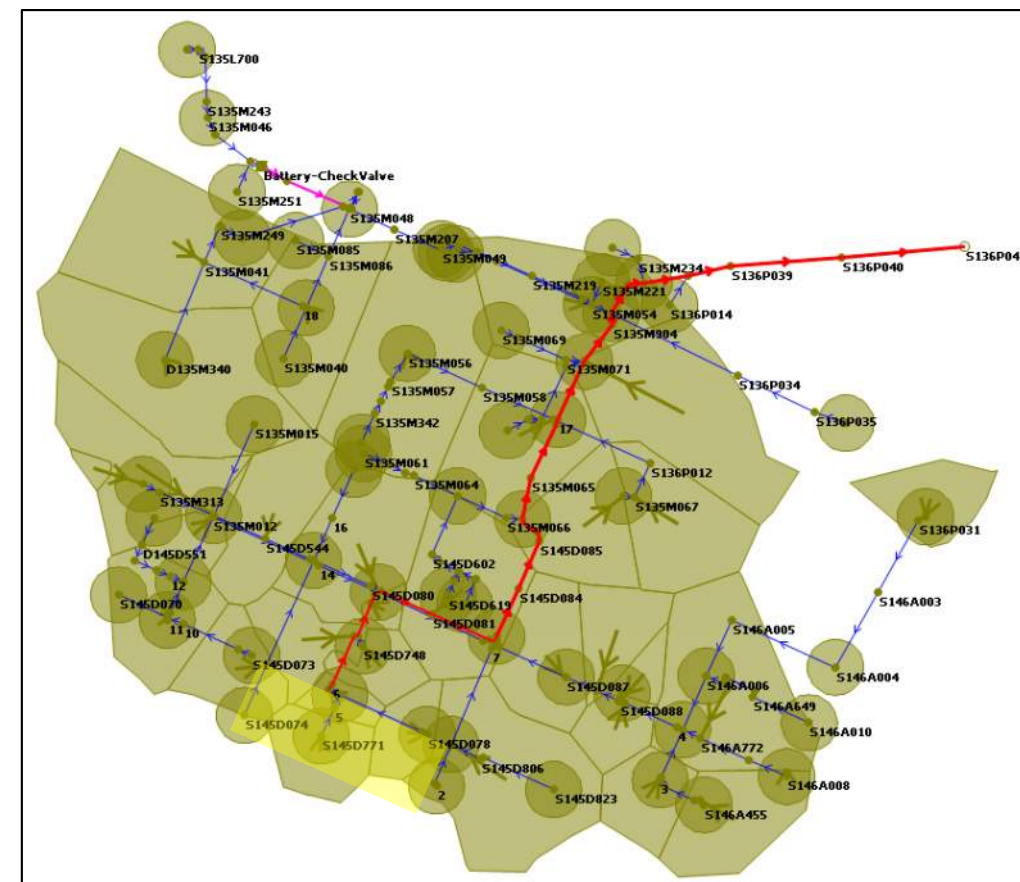 S135L700
S135M243
S135M046
Battery-CheckValve
S135M251
S135M048
S135M249
S135M207
S135M085
S135M049
S135M086
S135M041
S135M234
S136P04
S136P039
S136P040
S135M219
S135M221
S136P014
S135M054
18
S135M904
S135M069
S135M056
D135M340
S135M040
S135M071
S135M057
S135M058
S136P034
S135M342
17
S136P035
S135M015
S135M061
S136P012
S135M064
S135M065
S135M067
S135M313
S135M012
S135M066
S136P031
16
S145D544
S145D085
D145D551
S145D602
14
12
S145D080
S145D084
S146A003
S145D070
S145D619
S145D081
11
10
S146A005
S145D748
7
S145D073
S146A004
S145D087
S146A006
6
S145D088
S146A649
5
S145D074
S146A010
4
S145D771
S145D078
S146A772
S145D806
S146A008
2
3
S145D823
S146A455